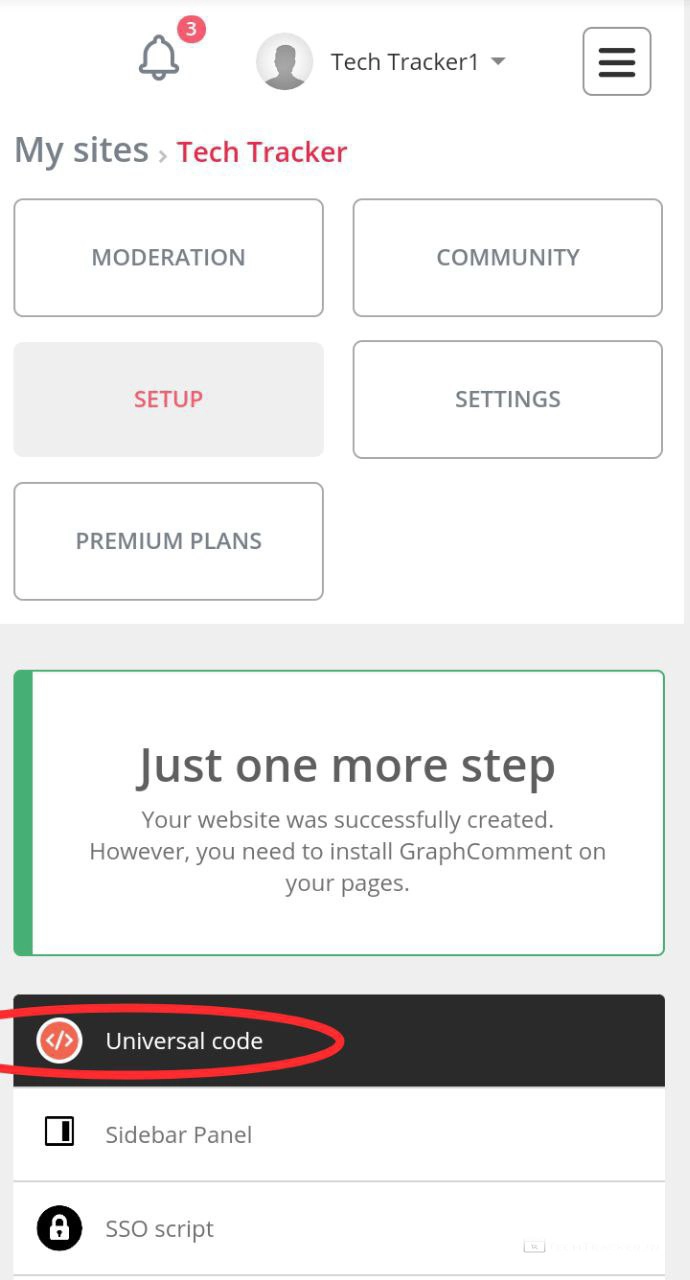 3
Tech Tracker1
My sites › Tech Tracker
MODERATION
COMMUNITY
SETUP
SETTINGS
PREMIUM PLANS
Just one more step
Your website was successfully created.
However, you need to install GraphComment on
your pages.
</> Universal code
Sidebar Panel
SSO script